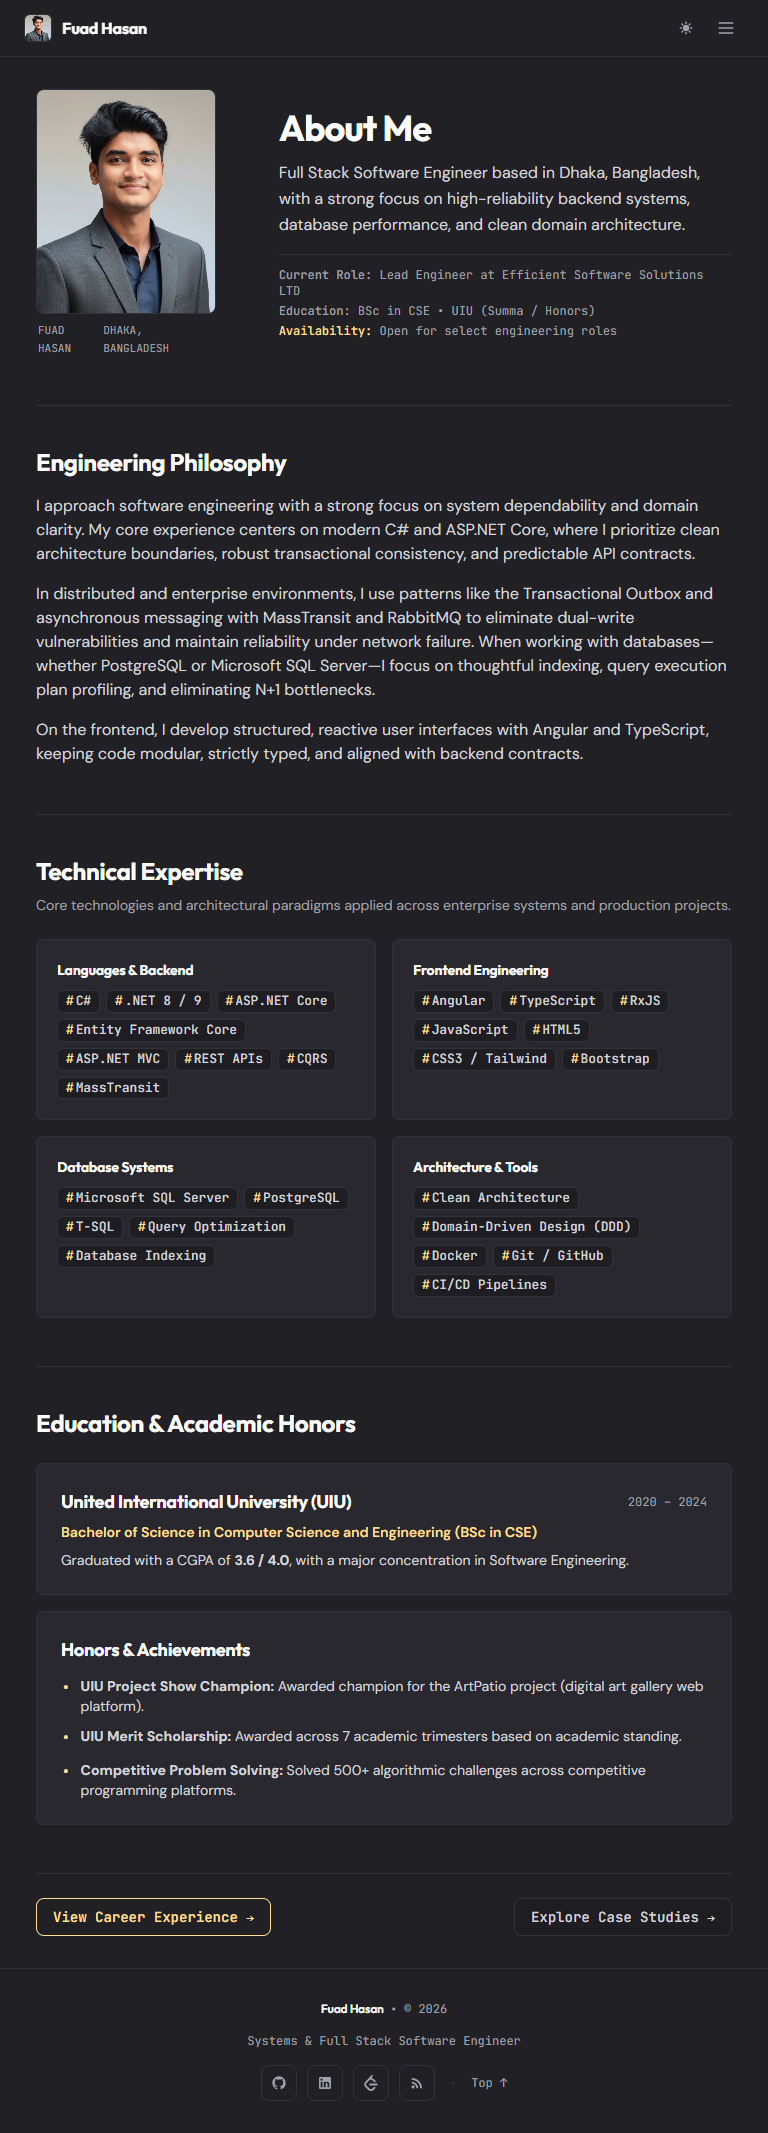 Fuad Hasan
About Me
Full Stack Software Engineer based in Dhaka, Bangladesh,
with a strong focus on high-reliability backend systems,
database performance, and clean domain architecture.
Current Role: Lead Engineer at Efficient Software Solutions
LTD
Education: BSc in CSE • UIU (Summa / Honors)
Availability: Open for select engineering roles
FUAD HASAN
DHAKA, BANGLADESH
Engineering Philosophy
I approach software engineering with a strong focus on system dependability and domain
clarity. My core experience centers on modern C# and ASP.NET Core, where I prioritize clean
architecture boundaries, robust transactional consistency, and predictable API contracts.
In distributed and enterprise environments, I use patterns like the Transactional Outbox and
asynchronous messaging with MassTransit and RabbitMQ to eliminate dual-write
vulnerabilities and maintain reliability under network failure. When working with databases—
whether PostgreSQL or Microsoft SQL Server—I focus on thoughtful indexing, query execution
plan profiling, and eliminating N+1 bottlenecks.
On the frontend, I develop structured, reactive user interfaces with Angular and TypeScript,
keeping code modular, strictly typed, and aligned with backend contracts.
Technical Expertise
Core technologies and architectural paradigms applied across enterprise systems and production projects.
Languages & Backend
#C# #.NET 8 / 9 #ASP.NET Core
#Entity Framework Core
#ASP.NET MVC #REST APIs #CQRS
#MassTransit
Frontend Engineering
#Angular #TypeScript #RxJS
#JavaScript #HTML5
#CSS3 / Tailwind #Bootstrap
Database Systems
#Microsoft SQL Server #PostgreSQL
#T-SQL #Query Optimization
#Database Indexing
Architecture & Tools
#Clean Architecture
#Domain-Driven Design (DDD)
#Docker #Git / GitHub
#CI/CD Pipelines
Education & Academic Honors
United International University (UIU) 2020 – 2024
Bachelor of Science in Computer Science and Engineering (BSc in CSE)
Graduated with a CGPA of 3.6 / 4.0, with a major concentration in Software Engineering.
Honors & Achievements
• UIU Project Show Champion: Awarded champion for the ArtPatio project (digital art gallery web
platform).
• UIU Merit Scholarship: Awarded across 7 academic trimesters based on academic standing.
• Competitive Problem Solving: Solved 500+ algorithmic challenges across competitive
programming platforms.
View Career Experience →
Explore Case Studies →
Fuad Hasan • © 2026
Systems & Full Stack Software Engineer
· Top ↑